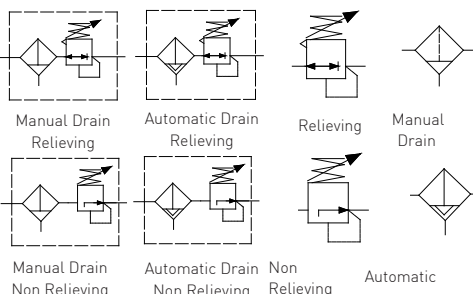 Manual Drain
Relieving
Automatic Drain
Relieving
Relieving
Manual
Drain
Manual Drain
Non Relieving
Automatic Drain
Non Relieving
Non
Relieving
Automatic